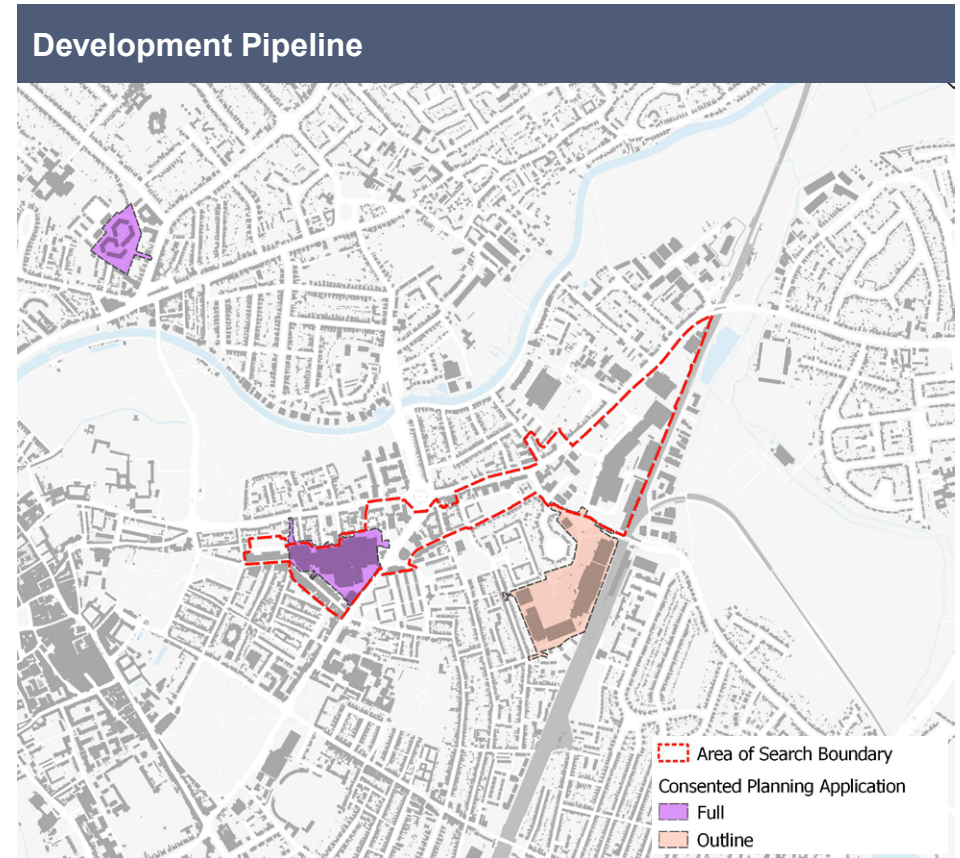 Development Pipeline
Area of Search Boundary
Consented Planning Application
Full
Outline